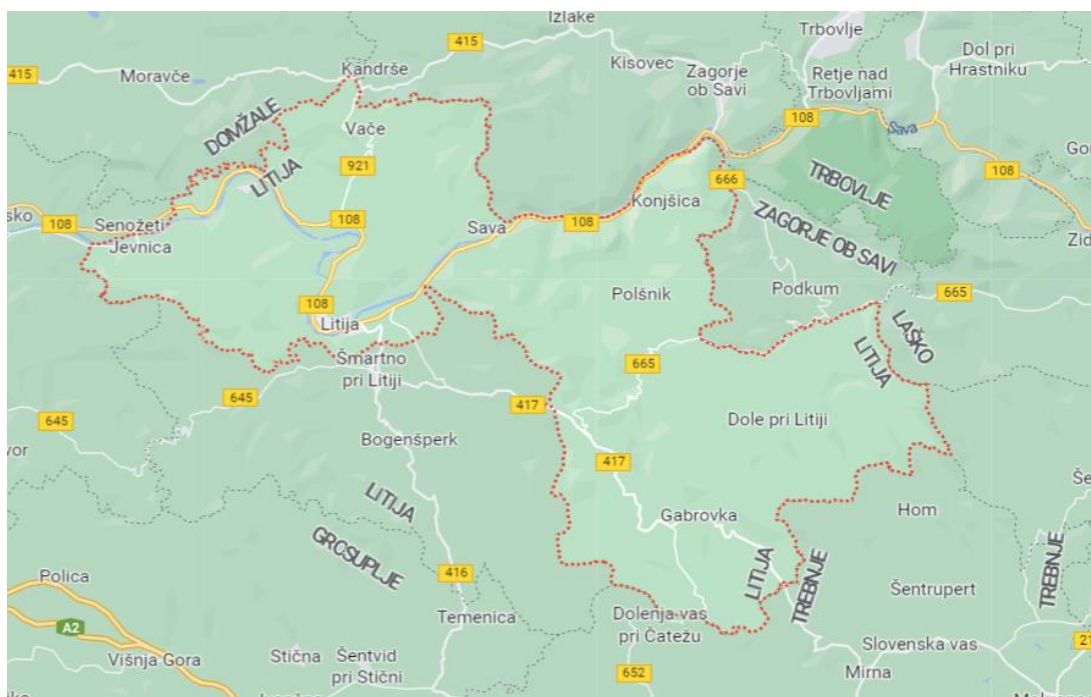 Izlake
Trbovlje
415
Kisovec
Dol pri
Hrastniku
415
Moravče
Kandrše
Zagorje
ob Savi
Retje nad
Trbovljami
DOMŽALE
Vače
108
Sava
921
LITIJA
666
TRBOVLJE
108
Konjšica
sko
108
Senožeti
Jevnica
108
Sava
108
ZAGORJE OB SAVI
Polšnik
Podkum
665
108
Litija
LAŠKO
LITIJA
Šmartno
pri Litiji
665
645
417
645
Dole pri Litiji
Bogenšperk
vor
417
LITIJA
Hom
Gabrovka
GROSUPLJE
TREBNJE
LITIJA
TREBNJE
Polica
416
Šentrupert
Temenica
Dolenja vas
pri Čatežu
A2
Slovenska vas
21
Višnja Gora
Stična
Šentvid
pri Stični
652
Mirna